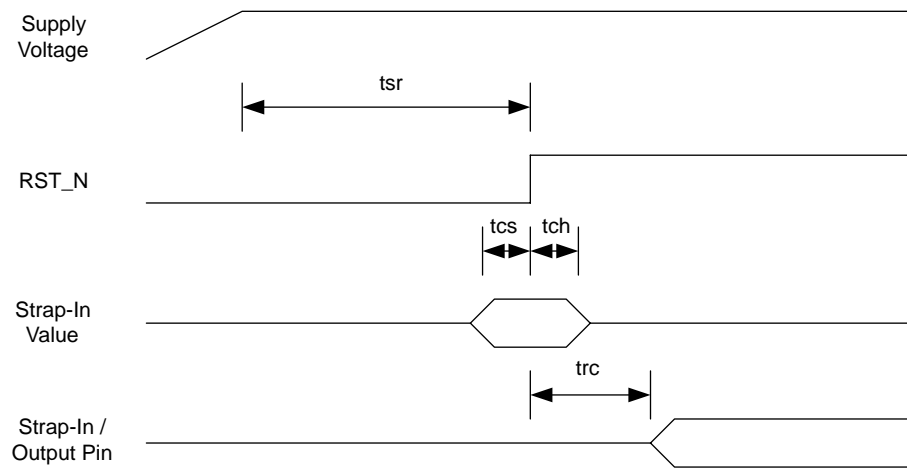 Supply
Voltage
tsr
RST_N
tcs
tch
Strap-In
Value
trc
Strap-In /
Output Pin